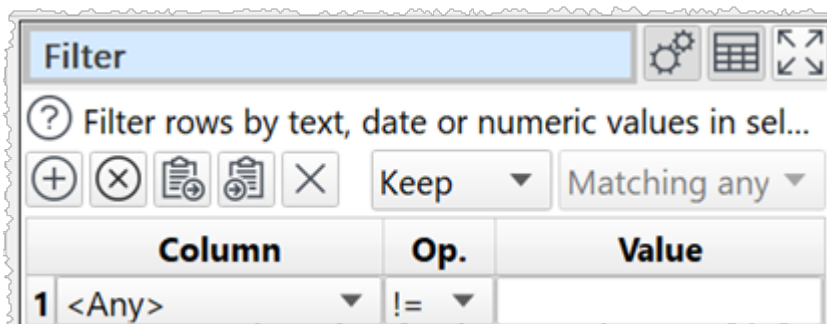 Filter
Filter rows by text, date or numeric values in sel...
Keep Matching any
Column Op. Value
1 <Any> !=